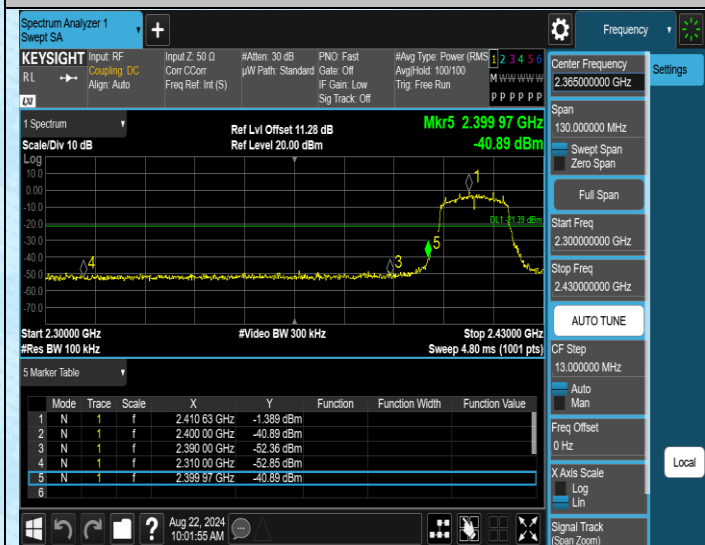 Spectrum Analyzer 1
Swept SA
Frequency
KEYSIGHT
RL
LXI
Input: RF
Coupling: DC
Align: Auto
Input Z: 50 Ω
Corr CCorr
Freq Ref: Int (S)
#Atten: 30 dB
µW Path: Standard
PNO: Fast
Gate: Off
IF Gain: Low
Sig Track: Off
#Avg Type: Power (RMS
Avg|Hold: 100/100
Trig: Free Run
1 2 3 4 5 6
M W W W W W
P P P P P P
1 Spectrum
Scale/Div 10 dB
Ref Lvl Offset 11.28 dB
Ref Level 20.00 dBm
Mkr5 2.399 97 GHz
-40.89 dBm
Log
10.0
0.00
-10.0
-20.0
-30.0
-40.0
-50.0
-60.0
-70.0
1
DL1 -21.39 dBm
5
3
4
Start 2.30000 GHz
#Video BW 300 kHz
Stop 2.43000 GHz
#Res BW 100 kHz
Sweep 4.80 ms (1001 pts)
5 Marker Table
Mode Trace Scale X Y Function Function Width Function Value
1 N 1 f 2.410 63 GHz -1.389 dBm
2 N 1 f 2.400 00 GHz -40.89 dBm
3 N 1 f 2.390 00 GHz -52.36 dBm
4 N 1 f 2.310 00 GHz -52.85 dBm
5 N 1 f 2.399 97 GHz -40.89 dBm
6
Aug 22, 2024
10:01:55 AM
Center Frequency
2.365000000 GHz
Settings
Span
130.000000 MHz
Swept Span
Zero Span
Full Span
Start Freq
2.300000000 GHz
Stop Freq
2.430000000 GHz
AUTO TUNE
CF Step
13.000000 MHz
Auto
Man
Freq Offset
0 Hz
Local
X Axis Scale
Log
Lin
Signal Track
(Span Zoom)